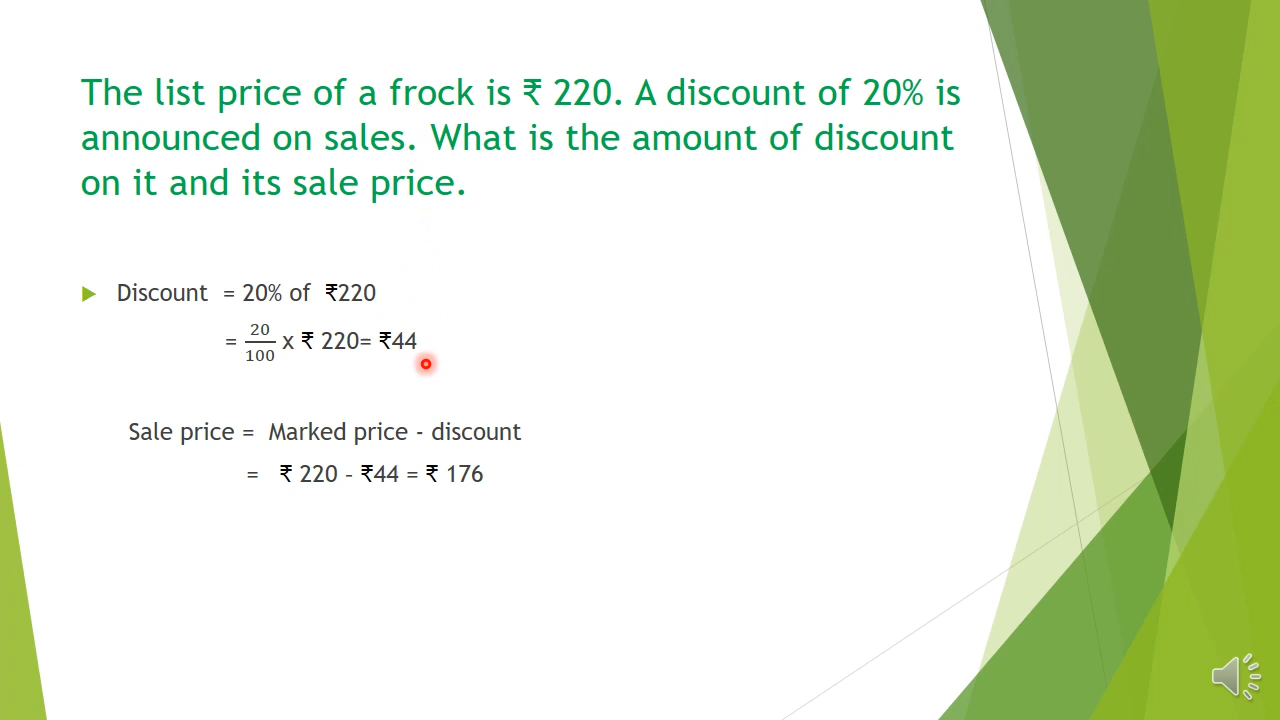 The list price of a frock is ₹ 220. A discount of 20% is
announced on sales. What is the amount of discount
on it and its sale price.
Discount = 20% of ₹220
= 20/100 x ₹ 220= ₹44
Sale price = Marked price - discount
= ₹ 220 – ₹44 = ₹ 176